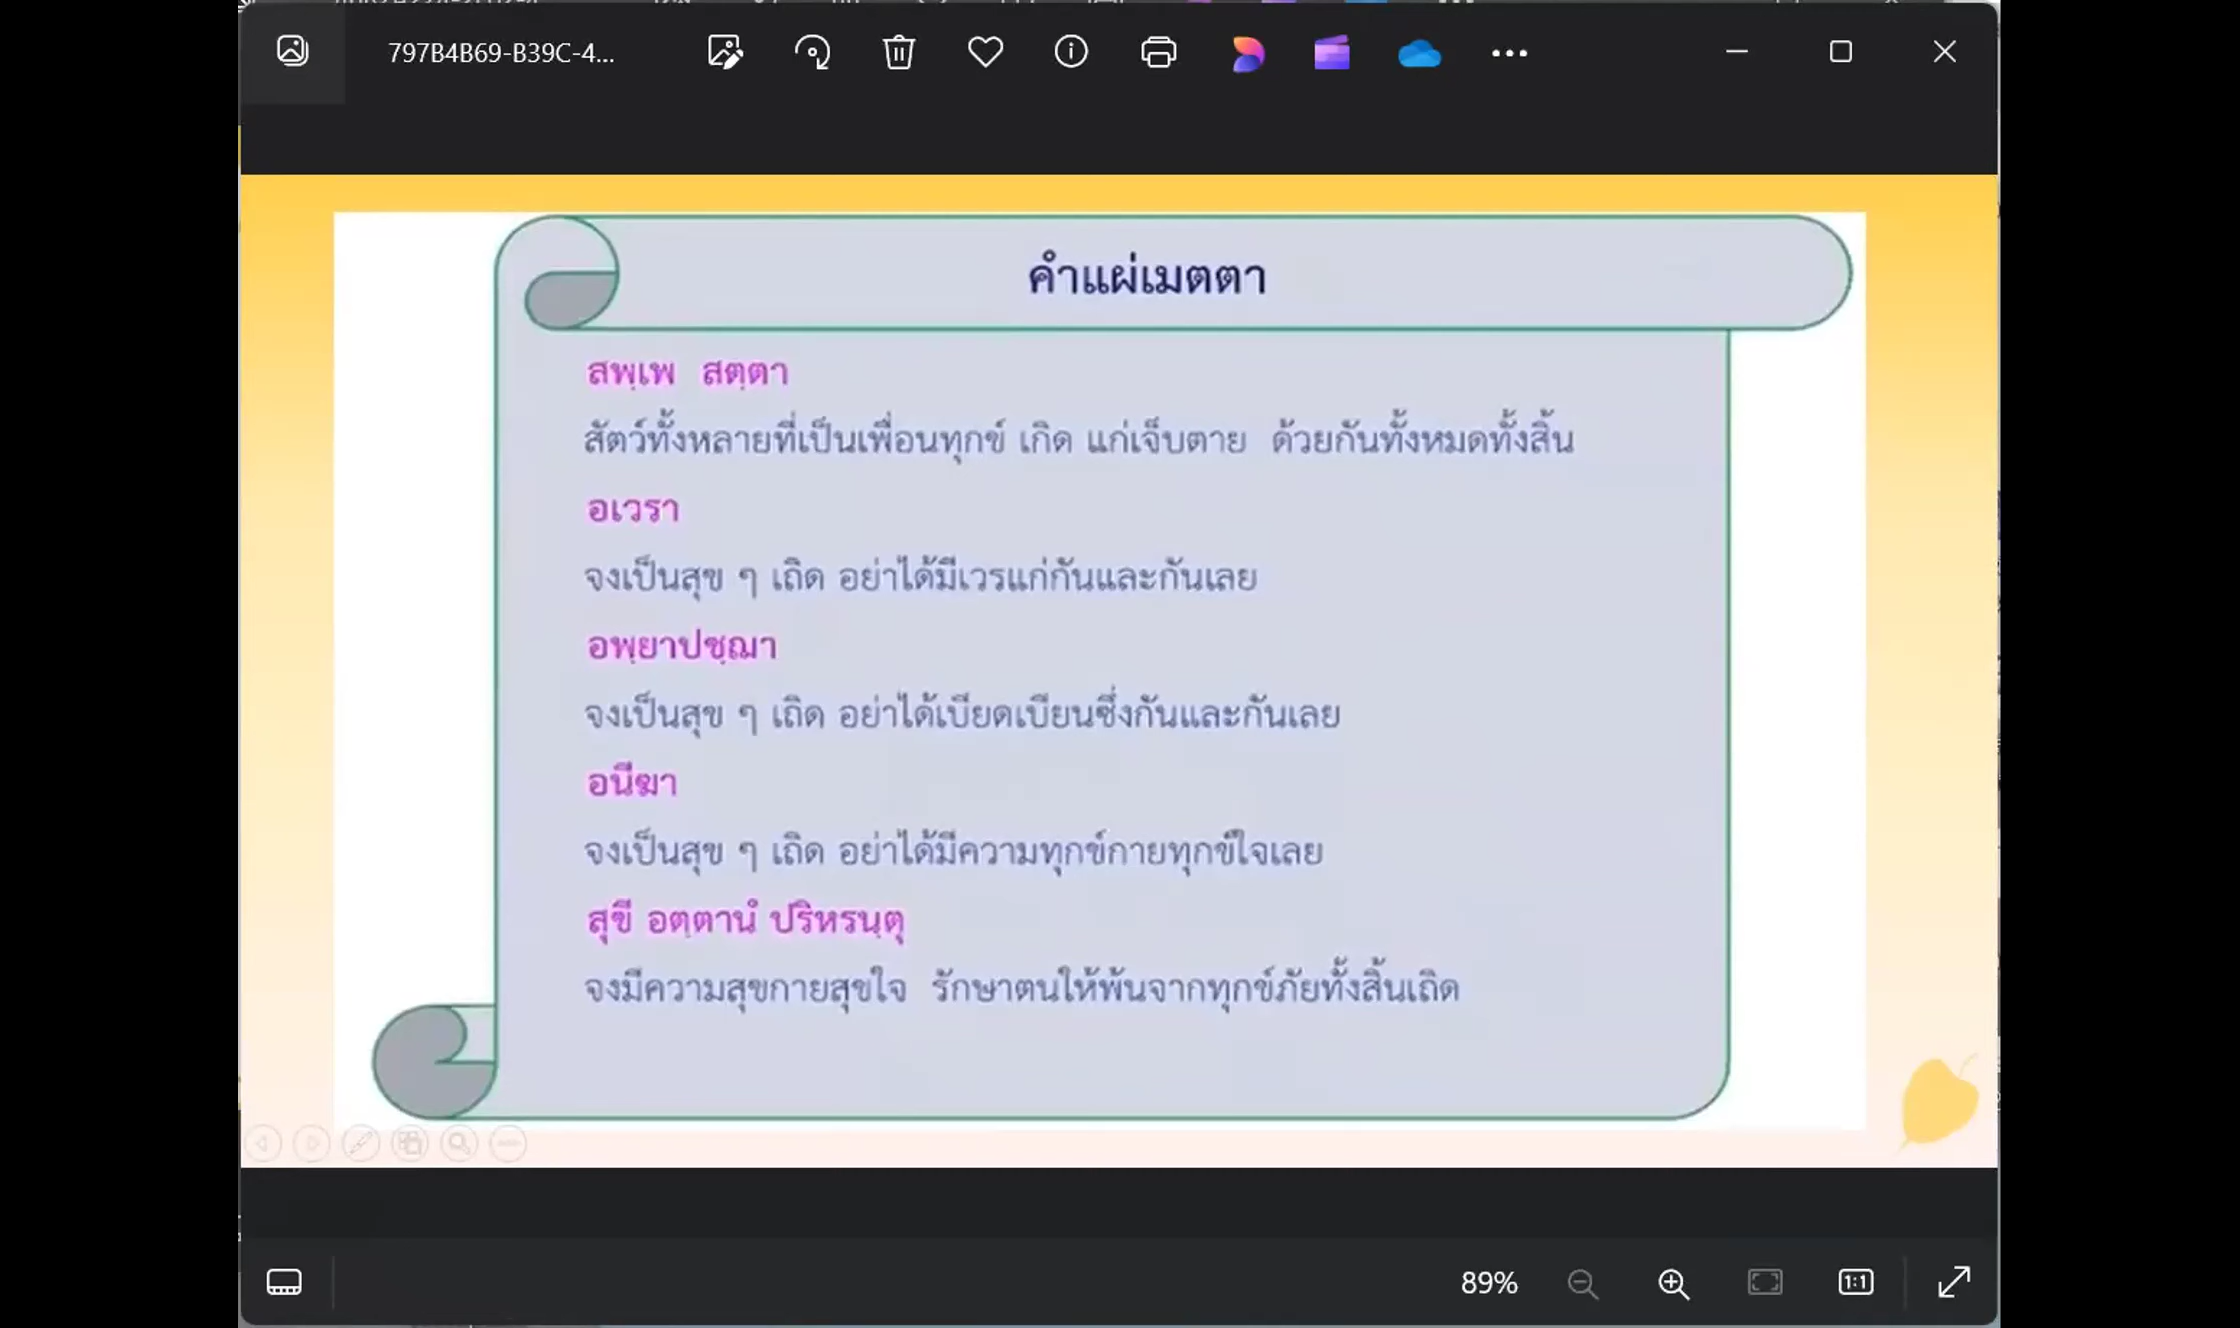 797B4B69-B39C-4...
คำแผ่เมตตา
สพฺเพ สตฺตา
สัตว์ทั้งหลายที่เป็นเพื่อนทุกข์ เกิด แก่เจ็บตาย ด้วยกันทั้งหมดทั้งสิ้น
อเวรา
จงเป็นสุข ๆ เถิด อย่าได้มีเวรแก่กันและกันเลย
อพฺยาปชฺฌา
จงเป็นสุข ๆ เถิด อย่าได้เบียดเบียนซึ่งกันและกันเลย
อนีฆา
จงเป็นสุข ๆ เถิด อย่าได้มีความทุกข์กายทุกข์ใจเลย
สุขี อตฺตานํ ปริหรนฺตุ
จงมีความสุขกายสุขใจ รักษาตนให้พ้นจากทุกข์ภัยทั้งสิ้นเถิด
89%
1:1